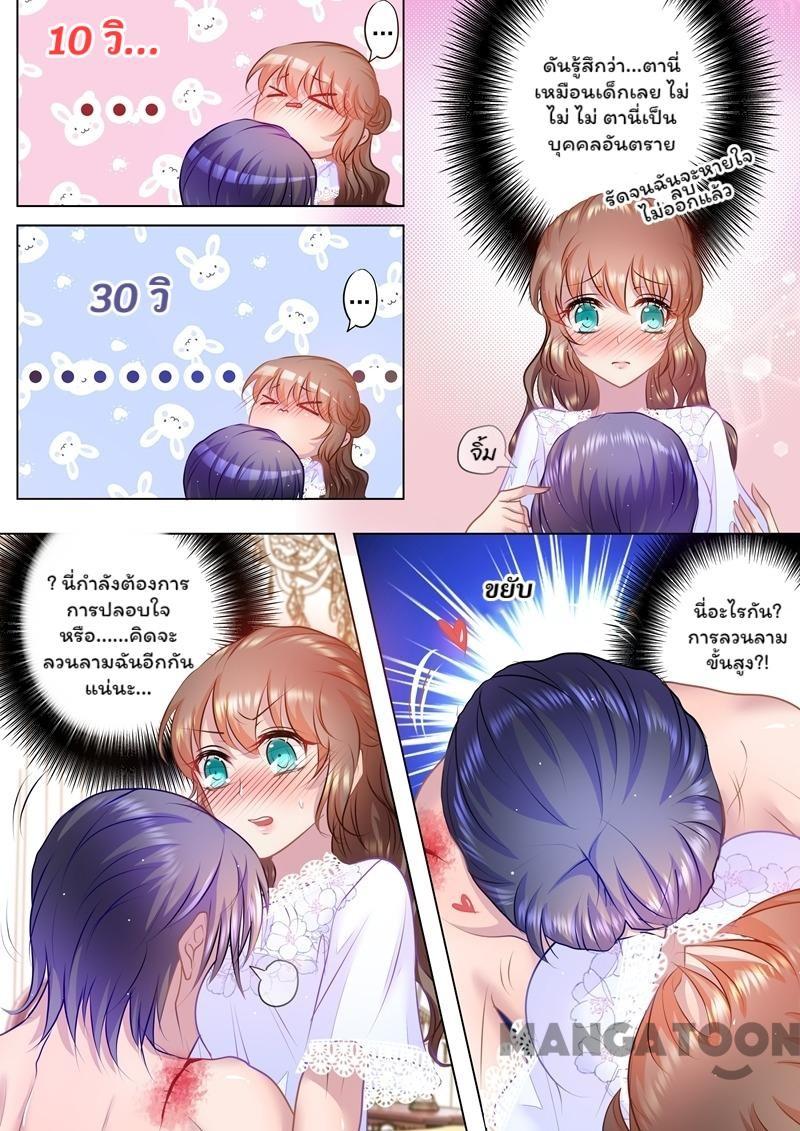 10 วิ...
...
ดันรู้สึกว่า...ตานี่
เหมือนเด็กเลย ไม่
ไม่ ไม่ ตานี่เป็น
บุคคลอันตราย
รัดจนฉันจะหายใจ
ไม่ออกแล้ว
ลบ
30 วิ
...
จิ้ม
? นี่กำลังต้องการ
การปลอบใจ
หรือ......คิดจะ
ลวนลามฉันอีกกัน
แน่นะ...
ขยับ
นี่อะไรกัน?
การลวนลาม
ขั้นสูง?!
MANGATOON